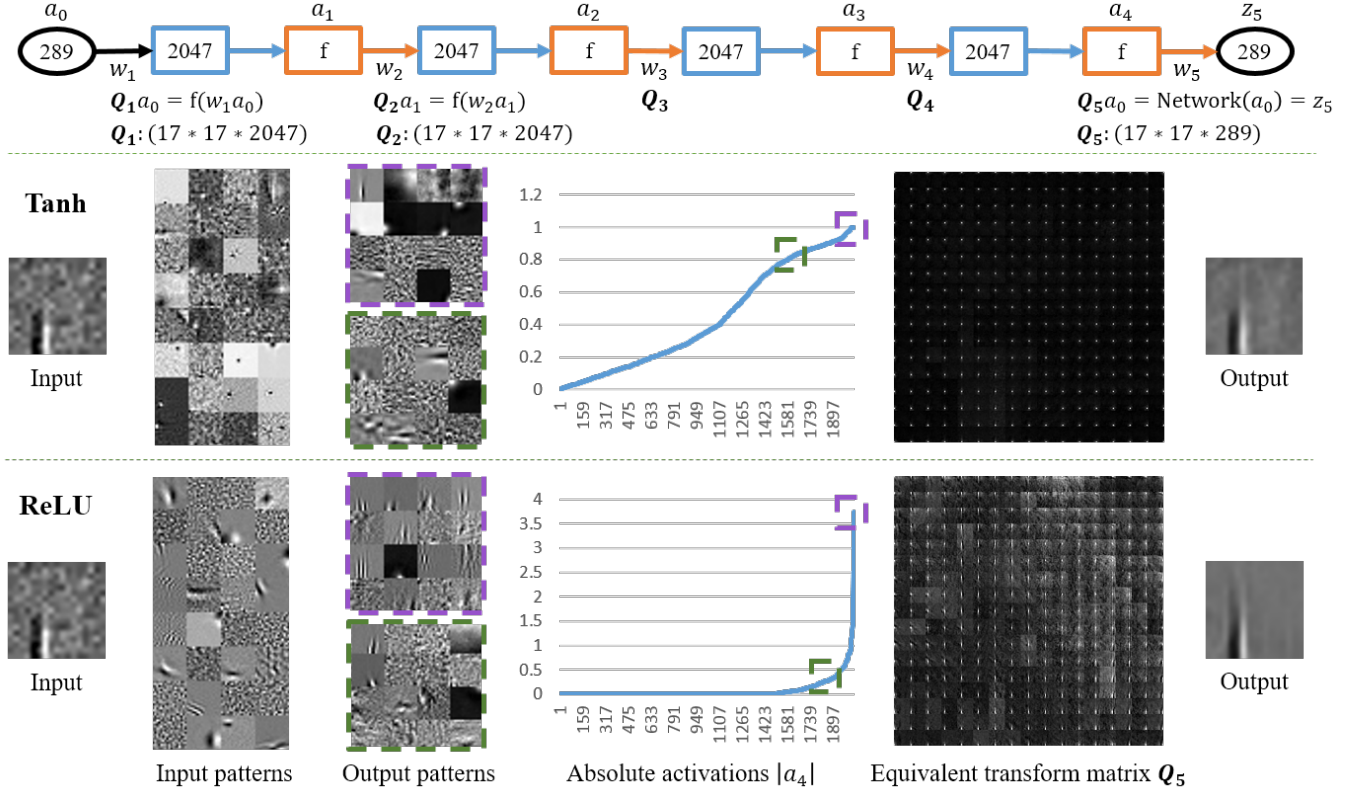 a₀ a₁ a₂ a₃ a₄ z₅
289 2047 f 2047 f 2047 f 2047 f 289
w₁ w₂ w₃ w₄ w₅
Q₁a₀ = f(w₁a₀) Q₂a₁ = f(w₂a₁) Q₃ Q₄ Q₅a₀ = Network(a₀) = z₅
Q₁: (17 * 17 * 2047) Q₂: (17 * 17 * 2047) Q₅: (17 * 17 * 289)
Tanh
Input
1.2
1
0.8
0.6
0.4
0.2
0
1 159 317 475 633 791 949 1107 1265 1423 1581 1739 1897
Output
ReLU
Input
4
3.5
3
2.5
2
1.5
1
0.5
0
1 159 317 475 633 791 949 1107 1265 1423 1581 1739 1897
Output
Input patterns Output patterns Absolute activations |a₄| Equivalent transform matrix Q₅